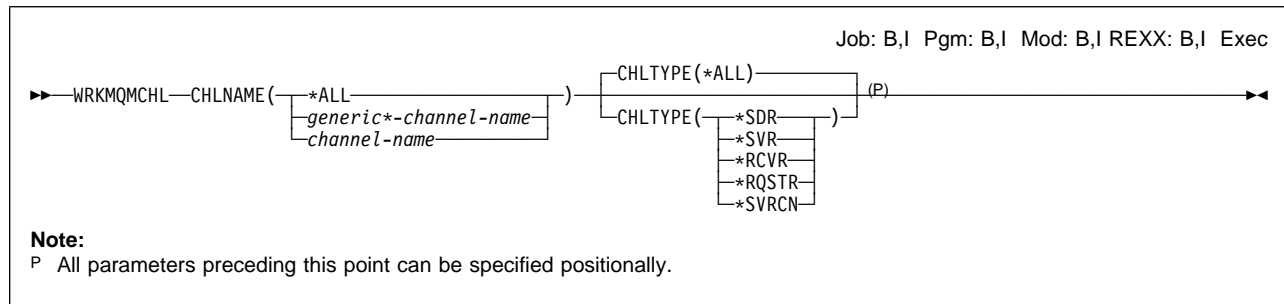 Job: B,I Pgm: B,I Mod: B,I REXX: B,I Exec
CHLTYPE(*ALL)
WRKMQMCHL CHLNAME( *ALL ) (P)
generic*-channel-name CHLTYPE( *SDR )
channel-name *SVR
*RCVR
*RQSTR
*SVRCN
Note:
P All parameters preceding this point can be specified positionally.